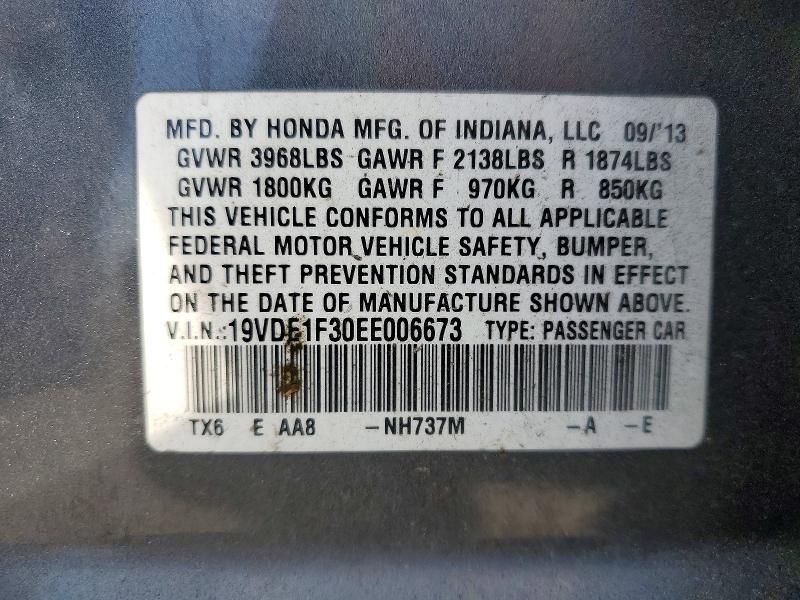 MFD. BY HONDA MFG. OF INDIANA, LLC 09/'13
GVWR 3968LBS GAWR F 2138LBS R 1874LBS
GVWR 1800KG GAWR F 970KG R 850KG
THIS VEHICLE CONFORMS TO ALL APPLICABLE
FEDERAL MOTOR VEHICLE SAFETY, BUMPER,
AND THEFT PREVENTION STANDARDS IN EFFECT
ON THE DATE OF MANUFACTURE SHOWN ABOVE.
V.I.N.: 19VDE1F30EE006673 TYPE: PASSENGER CAR
TX6 E AA8 -NH737M -A -E